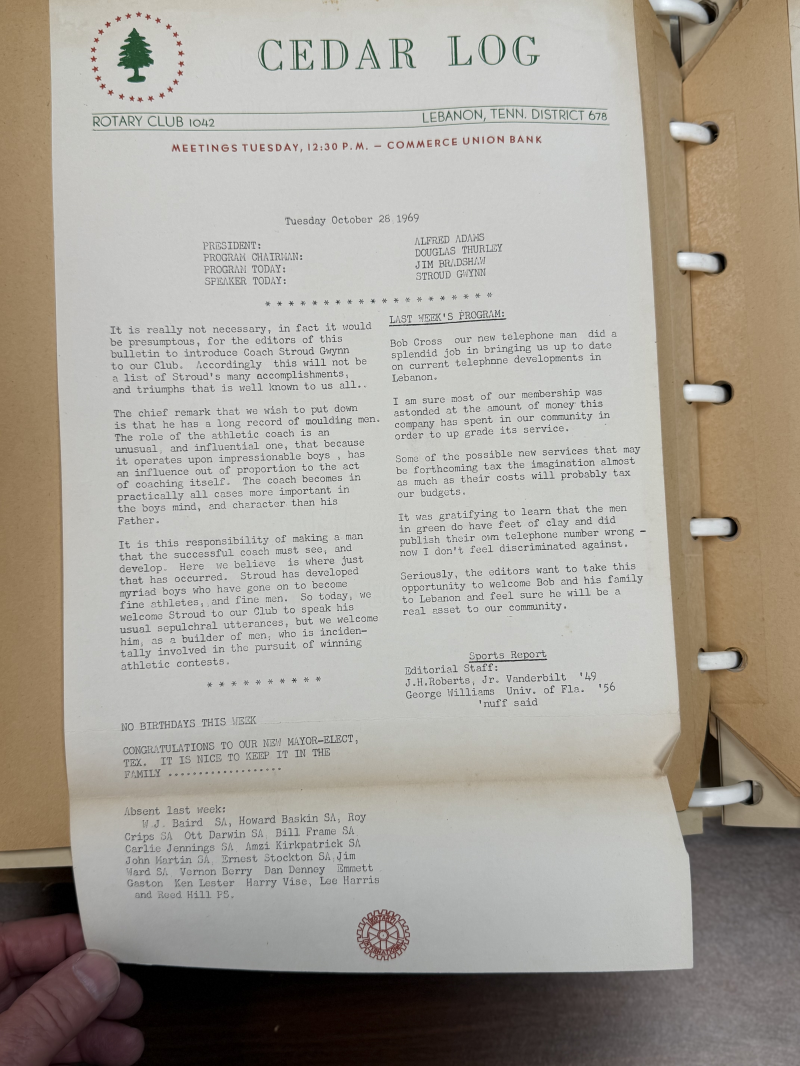 CEDAR LOG
ROTARY CLUB 1042
LEBANON, TENN. DISTRICT 678
MEETINGS TUESDAY, 12:30 P.M. — COMMERCE UNION BANK
Tuesday October 28 1969
PRESIDENT: ALFRED ADAMS
PROGRAM CHAIRMAN: DOUGLAS THURLEY
PROGRAM TODAY: JIM BRADSHAW
SPEAKER TODAY: STROUD GWYNN
* * * * * * * * * * * * * * * * * * * *
It is really not necessary, in fact it would
be presumptous, for the editors of this
bulletin to introduce Coach Stroud Gwynn
to our Club. Accordingly this will not be
a list of Stroud's many accomplishments,
and triumphs that is well known to us all..
The chief remark that we wish to put down
is that he has a long record of moulding men.
The role of the athletic coach is an
unusual, and influential one, that because
it operates upon impressionable boys , has
an influence out of proportion to the act
of coaching itself. The coach becomes in
practically all cases more important in
the boys mind, and character than his
Father.
It is this responsibility of making a man
that the successful coach must see, and
develop. Here we believe is where just
that has occurred. Stroud has developed
myriad boys who have gone on to become
fine athletes, and fine men. So today, we
welcome Stroud to our Club to speak his
usual sepulchral utterances, but we welcome
him, as a builder of men, who is inciden-
tally involved in the pursuit of winning
athletic contests.
* * * * * * * * * *
NO BIRTHDAYS THIS WEEK
CONGRATULATIONS TO OUR NEW MAYOR-ELECT,
TEX. IT IS NICE TO KEEP IT IN THE
FAMILY ...................
Absent last week:
W.J. Baird SA, Howard Baskin SA, Roy
Crips SA Ott Darwin SA, Bill Frame SA
Carlie Jennings SA, Amzi Kirkpatrick SA
John Martin SA, Ernest Stockton SA,Jim
Ward SA, Vernon Berry Dan Denney Emmett
Gaston Ken Lester Harry Vise, Lee Harris
and Reed Hill PS.
LAST WEEK'S PROGRAM:
Bob Cross our new telephone man did a
splendid job in bringing us up to date
on current telephnne developments in
Lebanon.
I am sure most of our membership was
astonded at the amount of money this
company has spent in our community in
order to up grade its service.
Some of the possible new services that may
be forthcoming tax the imagination almost
as much as their costs will probably tax
our budgets.
It was gratifying to learn that the men
in green do have feet of clay and did
publish their own telephone number wrong -
now I don't feel discriminated against.
Seriously, the editors want to take this
opportunity to welcome Bob and his family
to Lebanon and feel sure he will be a
real asset to our community.
Sports Report
Editorial Staff:
J.H.Roberts, Jr. Vanderbilt '49
George Williams Univ. of Fla. '56
'nuff said
ROTARY
INTERNATIONAL